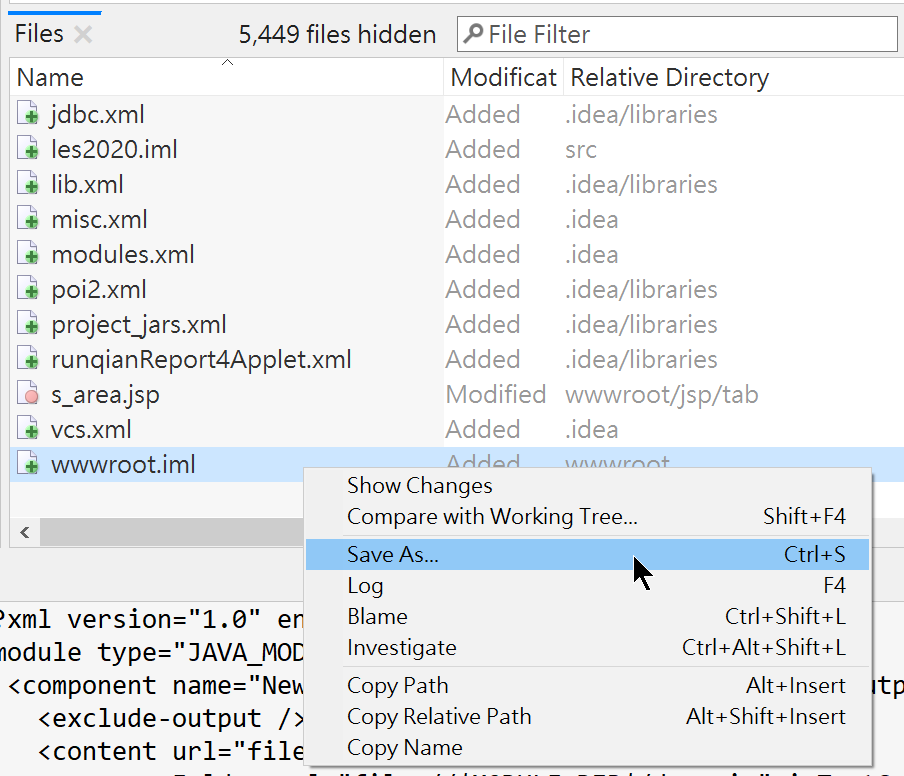 Files 5,449 files hidden File Filter
Name Modificat Relative Directory
jdbc.xml Added .idea/libraries
les2020.iml Added src
lib.xml Added .idea/libraries
misc.xml Added .idea
modules.xml Added .idea
poi2.xml Added .idea/libraries
project_jars.xml Added .idea/libraries
runqianReport4Applet.xml Added .idea/libraries
s_area.jsp Modified wwwroot/jsp/tab
vcs.xml Added .idea
wwwroot.iml Added wwwroot
Show Changes
Compare with Working Tree... Shift+F4
Save As... Ctrl+S
Log F4
Blame Ctrl+Shift+L
Investigate Ctrl+Alt+Shift+L
Copy Path Alt+Insert
Copy Relative Path Alt+Shift+Insert
Copy Name
?xml version="1.0" en
module type="JAVA_MOD
<component name="New utp
<exclude-output />
<content url="file